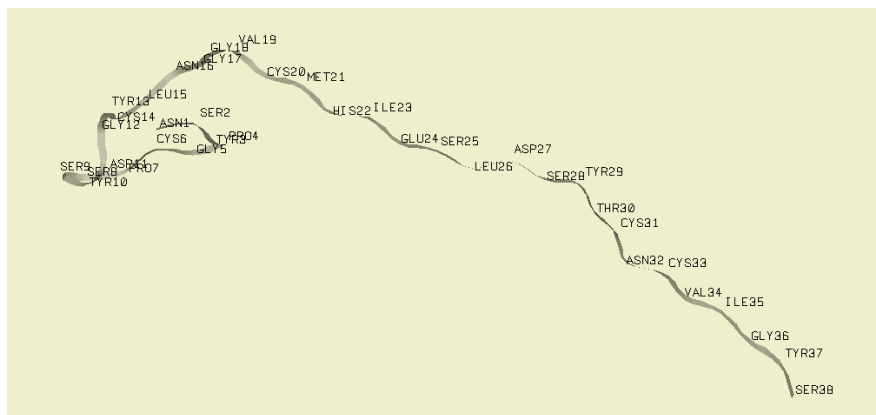 VAL19
GLY18
GLY17
ASN16
CYS20
MET21
LEU15
TYR13
HIS22
ILE23
CYS14
GLY12
SER2
ASN1
CYS6
TYR3
PRO4
GLY5
GLU24
SER25
ASP27
SER9
ASP11
SER8
PRO7
TYR10
LEU26
SER28
TYR29
THR30
CYS31
ASN32
CYS33
VAL34
ILE35
GLY36
TYR37
SER38